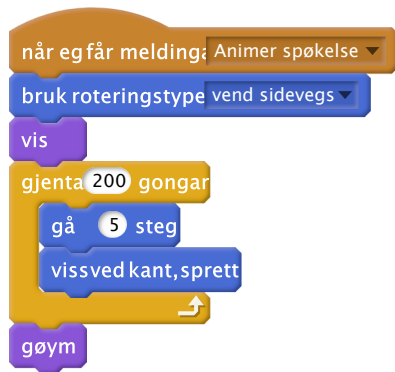 når eg får meldinga Animer spøkelse
bruk roteringstype vend sidevegs
vis
gjenta 200 gongar
gå 5 steg
viss ved kant, sprett
gøym